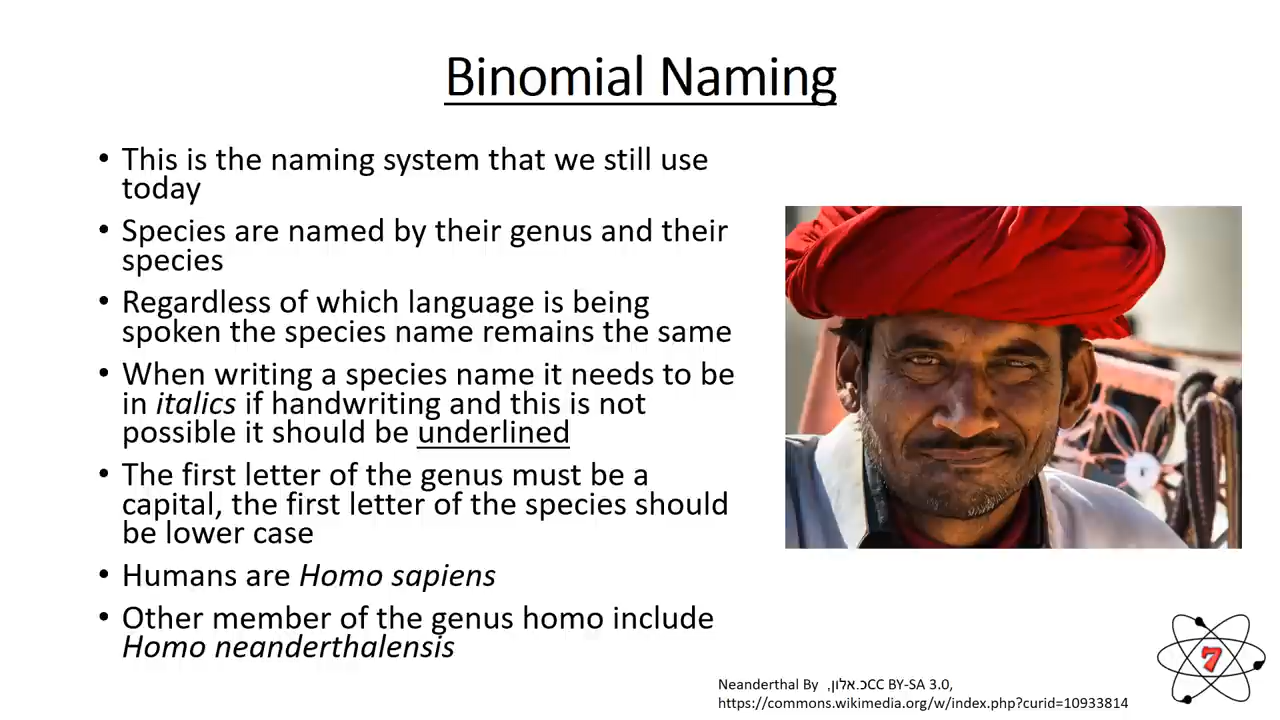 Binomial Naming
• This is the naming system that we still use
today
• Species are named by their genus and their
species
• Regardless of which language is being
spoken the species name remains the same
• When writing a species name it needs to be
in italics if handwriting and this is not
possible it should be underlined
• The first letter of the genus must be a
capital, the first letter of the species should
be lower case
• Humans are Homo sapiens
• Other member of the genus homo include
Homo neanderthalensis
Neanderthal By ,כ.אלוןCC BY-SA 3.0,
https://commons.wikimedia.org/w/index.php?curid=10933814
7